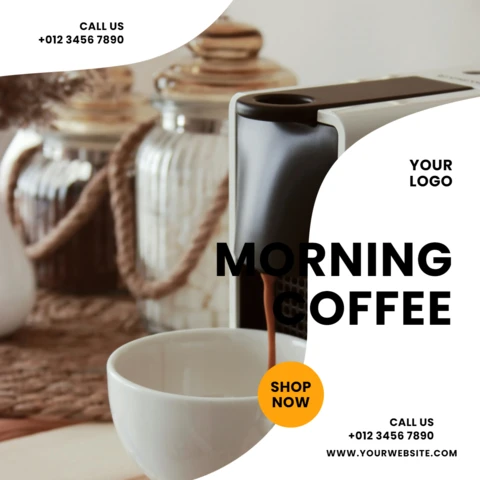 CALL US
+012 3456 7890
YOUR
LOGO
MORNING
COFFEE
SHOP
NOW
CALL US
+012 3456 7890
WWW.YOURWEBSITE.COM